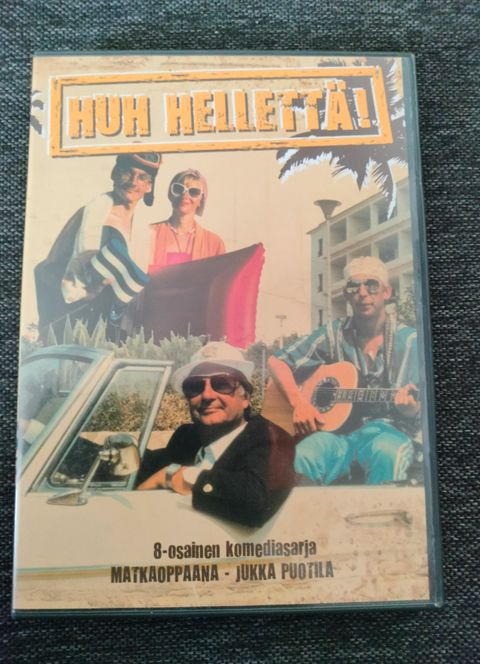 HUH HELLETTÄ!
8-osainen komediasarja
MATKAOPPAANA - JUKKA PUOTILA